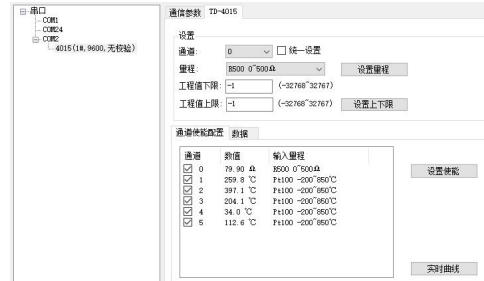 串口
COM1
COM24
COM2
4015(1#,9600,无校验)
通信参数 TD-4015
设置
通道: 0 统一设置
量程: R500 0~500Ω 设置量程
工程值下限: -1 (-32768~32767)
工程值上限: -1 (-32768~32767) 设置上下限
通道使能配置 数据
通道 数值 输入量程
0 79.90 Ω R500 0~500Ω
1 259.8 ℃ Pt100 -200~850℃
2 397.1 ℃ Pt100 -200~850℃
3 204.1 ℃ Pt100 -200~850℃
4 34.0 ℃ Pt100 -200~850℃
5 112.6 ℃ Pt100 -200~850℃
设置使能
实时曲线